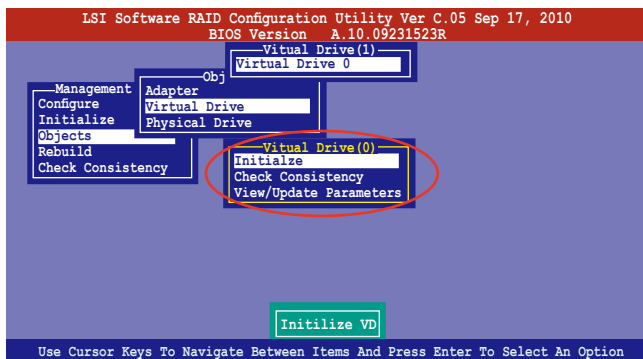 LSI Software RAID Configuration Utility Ver C.05 Sep 17, 2010
BIOS Version A.10.09231523R
Vitual Drive(1)
Virtual Drive 0
Obj
Adapter
Virtual Drive
Physical Drive
Management
Configure
Initialize
Objects
Rebuild
Check Consistency
Vitual Drive(0)
Initialze
Check Consistency
View/Update Parameters
Initilize VD
Use Cursor Keys To Navigate Between Items And Press Enter To Select An Option